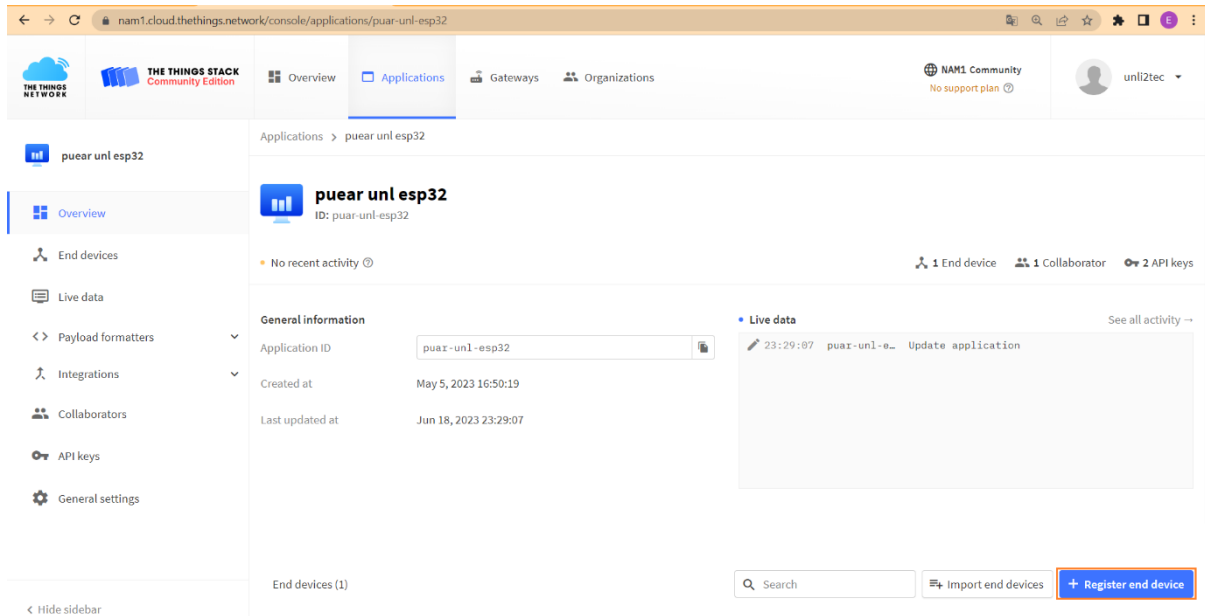 nam1.cloud.thethings.network/console/applications/puar-unl-esp32
E
THE THINGS
NETWORK
THE THINGS STACK
Community Edition
Overview
Applications
Gateways
Organizations
NAM1 Community
No support plan
unli2tec
puear unl esp32
Overview
End devices
Live data
Payload formatters
Integrations
Collaborators
API keys
General settings
< Hide sidebar
Applications > puear unl esp32
puear unl esp32
ID: puar-unl-esp32
No recent activity
1 End device
1 Collaborator
2 API keys
General information
Application ID puar-unl-esp32
Created at May 5, 2023 16:50:19
Last updated at Jun 18, 2023 23:29:07
Live data
See all activity →
23:29:07 puar-unl-e… Update application
End devices (1)
Search
Import end devices
+ Register end device